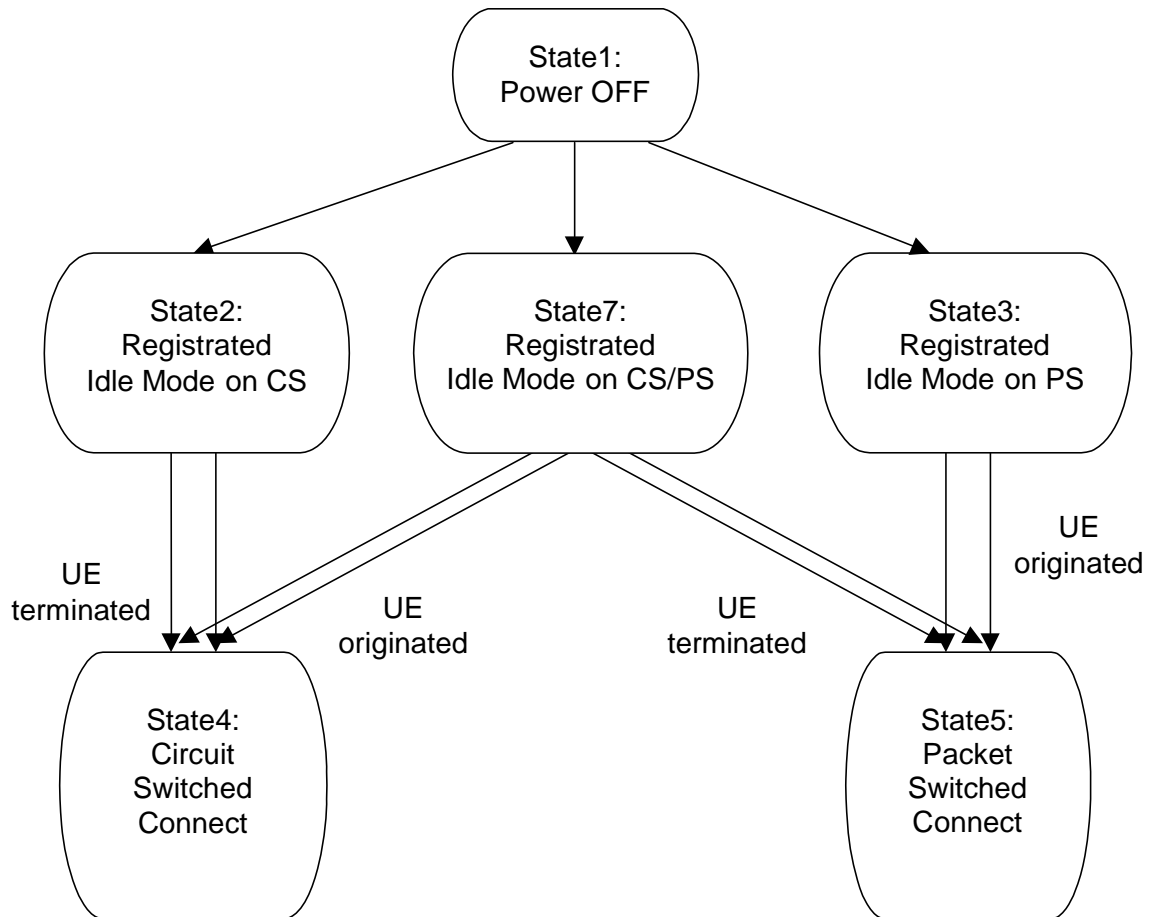 State1:
Power OFF
State2:
Registrated
Idle Mode on CS
State7:
Registrated
Idle Mode on CS/PS
State3:
Registrated
Idle Mode on PS
UE
terminated
UE
originated
UE
terminated
UE
originated
State4:
Circuit
Switched
Connect
State5:
Packet
Switched
Connect